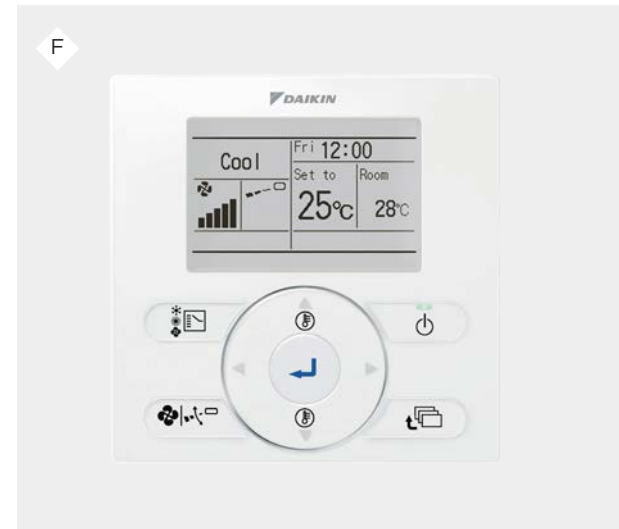 F
DAIKIN
Cool
Fri 12:00
Set to
Room
25°C
28°C